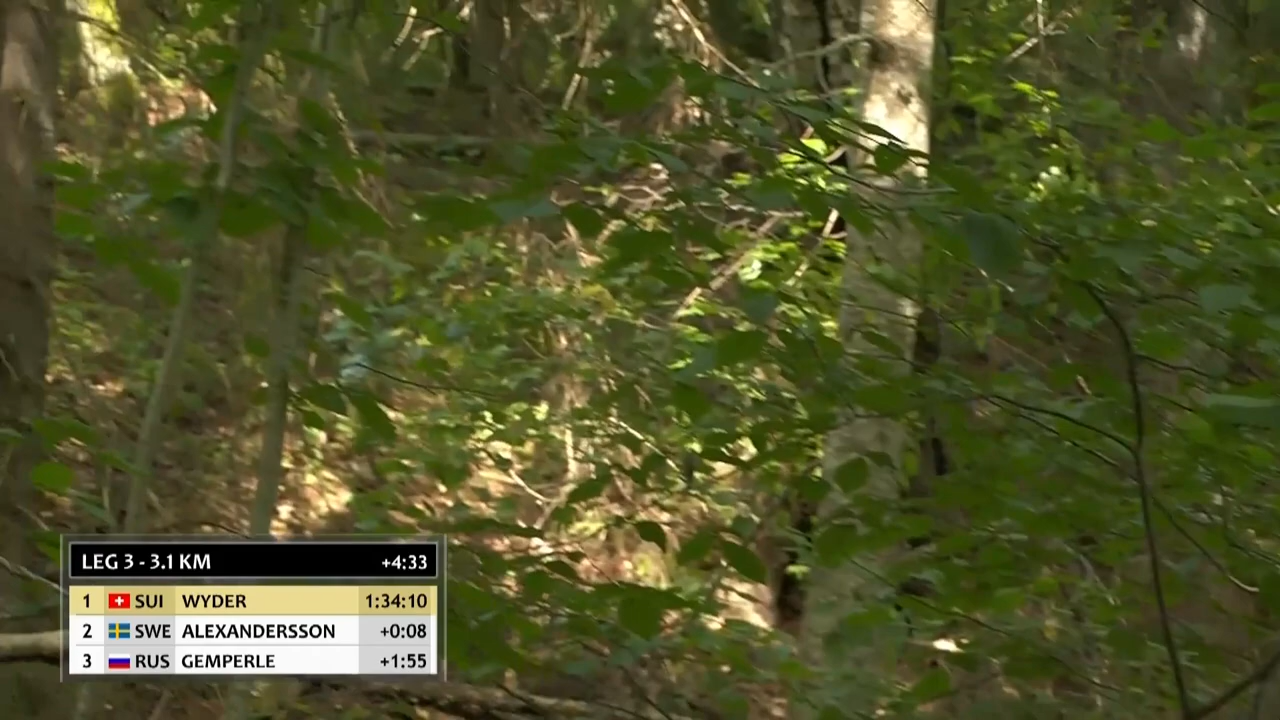 LEG 3 - 3.1 KM +4:33
1 SUI WYDER 1:34:10
2 SWE ALEXANDERSSON +0:08
3 RUS GEMPERLE +1:55